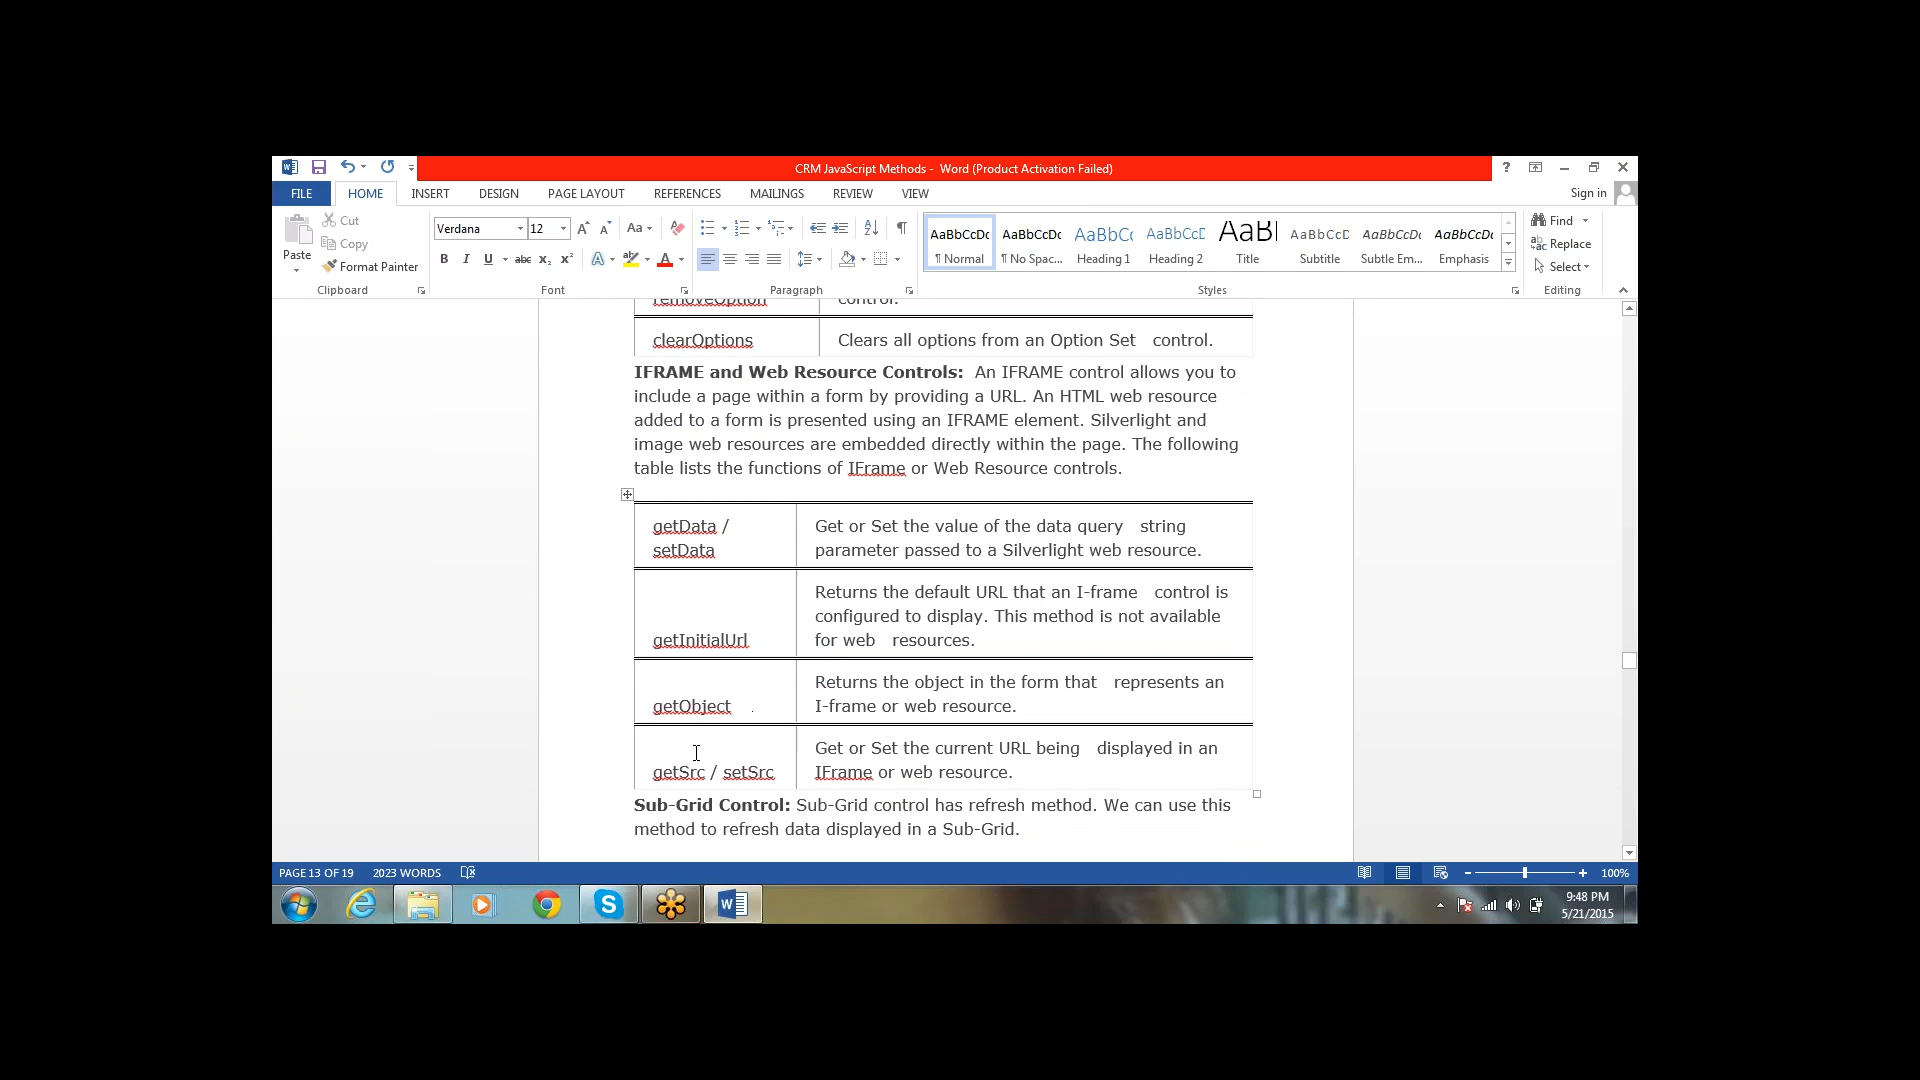 CRM JavaScript Methods - Word (Product Activation Failed)
FILE HOME INSERT DESIGN PAGE LAYOUT REFERENCES MAILINGS REVIEW VIEW Sign in
Paste
Cut
Copy
Format Painter
Clipboard
Verdana 12
Font
Paragraph
AaBbCcDc AaBbCcDc AaBbC AaBbCcD AaB AaBbCcD AaBbCcDc AaBbCcDc
¶ Normal ¶ No Spac... Heading 1 Heading 2 Title Subtitle Subtle Em... Emphasis
Styles
Find
Replace
Select
Editing
removeOption control.
clearOptions Clears all options from an Option Set control.
IFRAME and Web Resource Controls: An IFRAME control allows you to
include a page within a form by providing a URL. An HTML web resource
added to a form is presented using an IFRAME element. Silverlight and
image web resources are embedded directly within the page. The following
table lists the functions of IFrame or Web Resource controls.
getData / Get or Set the value of the data query string
setData parameter passed to a Silverlight web resource.
Returns the default URL that an I-frame control is
configured to display. This method is not available
getInitialUrl for web resources.
Returns the object in the form that represents an
getObject . I-frame or web resource.
Get or Set the current URL being displayed in an
getSrc / setSrc IFrame or web resource.
Sub-Grid Control: Sub-Grid control has refresh method. We can use this
method to refresh data displayed in a Sub-Grid.
PAGE 13 OF 19 2023 WORDS 100%
9:48 PM
5/21/2015